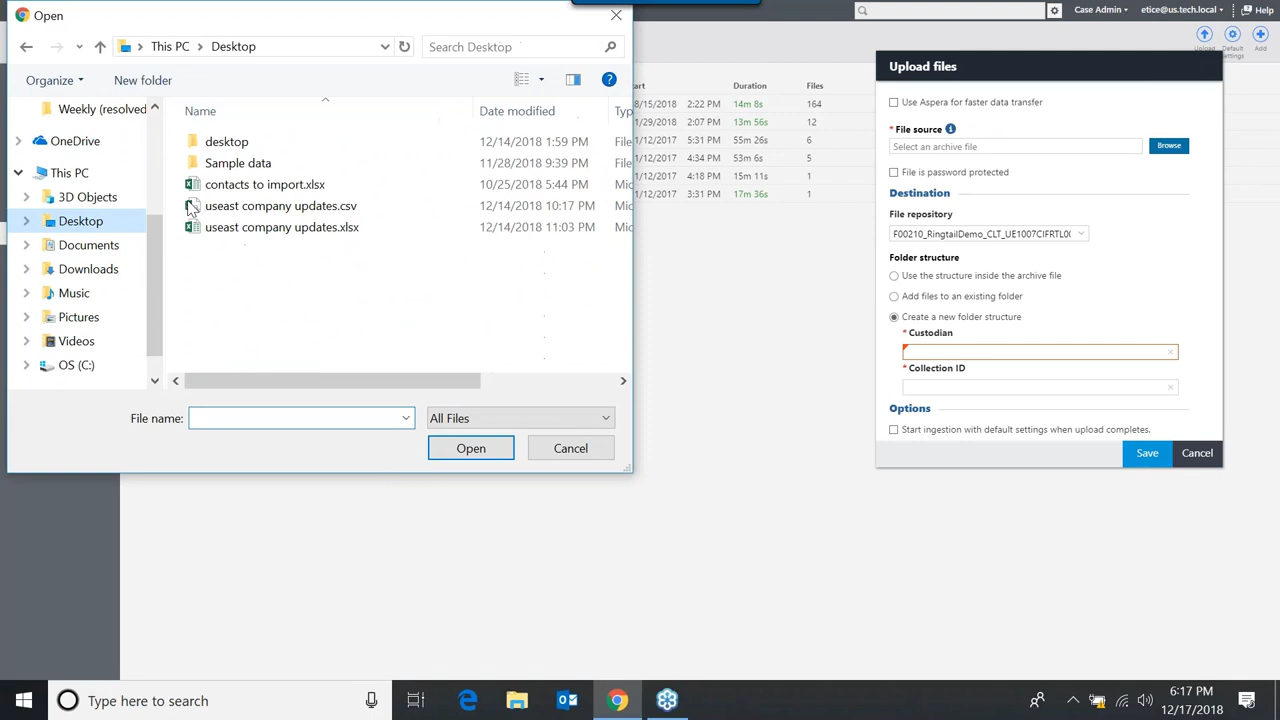 Open
This PC
Desktop
Search Desktop
Organize
New folder
Name
Date modified
Weekly (resolved
OneDrive
This PC
3D Objects
Desktop
Documents
Downloads
Music
Pictures
Videos
OS (C:)
desktop 12/14/2018 1:59 PM File
Sample data 11/28/2018 9:39 PM File
contacts to import.xlsx 10/25/2018 5:44 PM Mic
useast company updates.csv 12/14/2018 10:17 PM Mic
useast company updates.xlsx 12/14/2018 11:03 PM Mic
File name:
All Files
Open
Cancel
Case Admin
etice@us.tech.local
Help
Upload
Default
Settings
Add
Duration Files
8/15/2018 2:22 PM 14m 8s 164
1/29/2018 2:07 PM 13m 56s 12
1/12/2017 5:31 PM 55m 26s 6
1/12/2017 4:34 PM 53m 6s 5
1/12/2017 4:18 PM 15m 11s 1
1/12/2017 3:31 PM 17m 36s 1
Upload files
Use Aspera for faster data transfer
* File source
Select an archive file
Browse
File is password protected
Destination
File repository
F00210_RingtailDemo_CLT_UE1007CIFRTL00
Folder structure
Use the structure inside the archive file
Add files to an existing folder
Create a new folder structure
* Custodian
* Collection ID
Options
Start ingestion with default settings when upload completes.
Save
Cancel
Type here to search
6:17 PM
12/17/2018